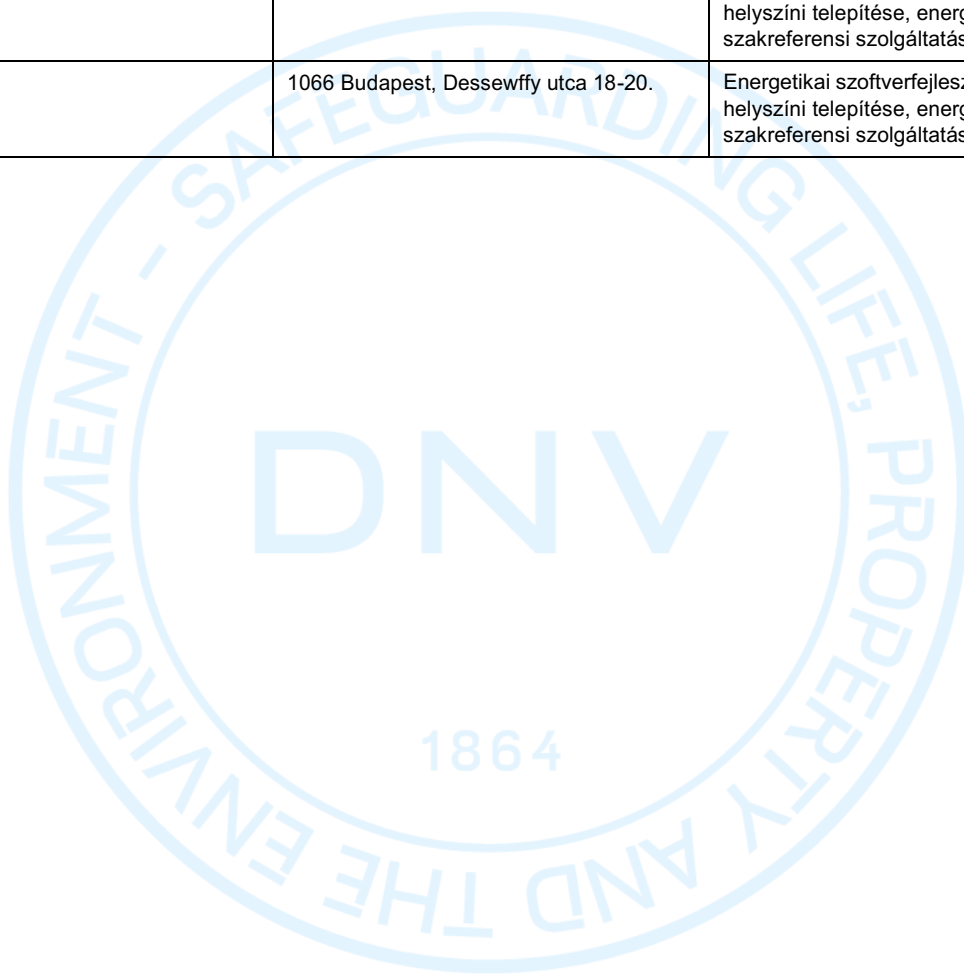 helyszíni telepítése, energ
szakreferensi szolgáltatás
1066 Budapest, Dessewffy utca 18-20.
Energetikai szoftverfejlesz
helyszíni telepítése, energ
szakreferensi szolgáltatás
SAFEGUARDING LIFE, PROPERTY AND THE ENVIRONMENT -
DNV
1864